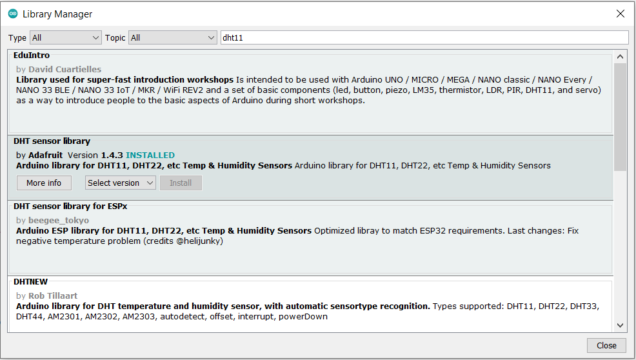 Library Manager
Type All Topic All dht11
EduIntro
by David Cuartielles
Library used for super-fast introduction workshops Is intended to be used with Arduino UNO / MICRO / MEGA / NANO classic / NANO Every /
NANO 33 BLE / NANO 33 IoT / MKR / WiFi REV2 and a set of basic components (led, button, piezo, LM35, thermistor, LDR, PIR, DHT11, and servo)
as a way to introduce people to the basic aspects of Arduino during short workshops.
DHT sensor library
by Adafruit Version 1.4.3 INSTALLED
Arduino library for DHT11, DHT22, etc Temp & Humidity Sensors Arduino library for DHT11, DHT22, etc Temp & Humidity Sensors
More info Select version Install
DHT sensor library for ESPx
by beegee_tokyo
Arduino ESP library for DHT11, DHT22, etc Temp & Humidity Sensors Optimized libray to match ESP32 requirements. Last changes: Fix
negative temperature problem (credits @helijunky)
DHTNEW
by Rob Tillaart
Arduino library for DHT temperature and humidity sensor, with automatic sensortype recognition. Types supported: DHT11, DHT22, DHT33,
DHT44, AM2301, AM2302, AM2303, autodetect, offset, interrupt, powerDown
Close